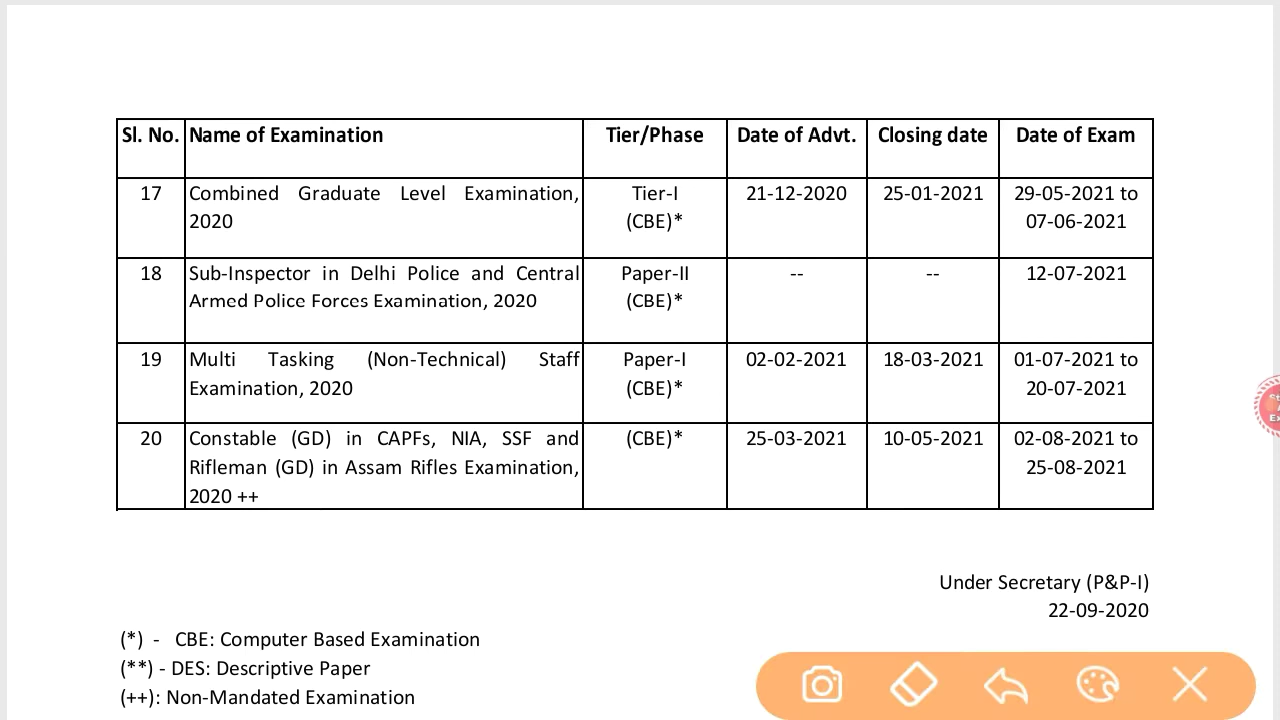 Sl. No. Name of Examination Tier/Phase Date of Advt. Closing date Date of Exam
17 Combined Graduate Level Examination, Tier-I 21-12-2020 25-01-2021 29-05-2021 to
2020 (CBE)* 07-06-2021
18 Sub-Inspector in Delhi Police and Central Paper-II -- -- 12-07-2021
Armed Police Forces Examination, 2020 (CBE)*
19 Multi Tasking (Non-Technical) Staff Paper-I 02-02-2021 18-03-2021 01-07-2021 to
Examination, 2020 (CBE)* 20-07-2021
20 Constable (GD) in CAPFs, NIA, SSF and (CBE)* 25-03-2021 10-05-2021 02-08-2021 to
Rifleman (GD) in Assam Rifles Examination, 25-08-2021
2020 ++
Under Secretary (P&P-I)
22-09-2020
(*) - CBE: Computer Based Examination
(**) - DES: Descriptive Paper
(++): Non-Mandated Examination